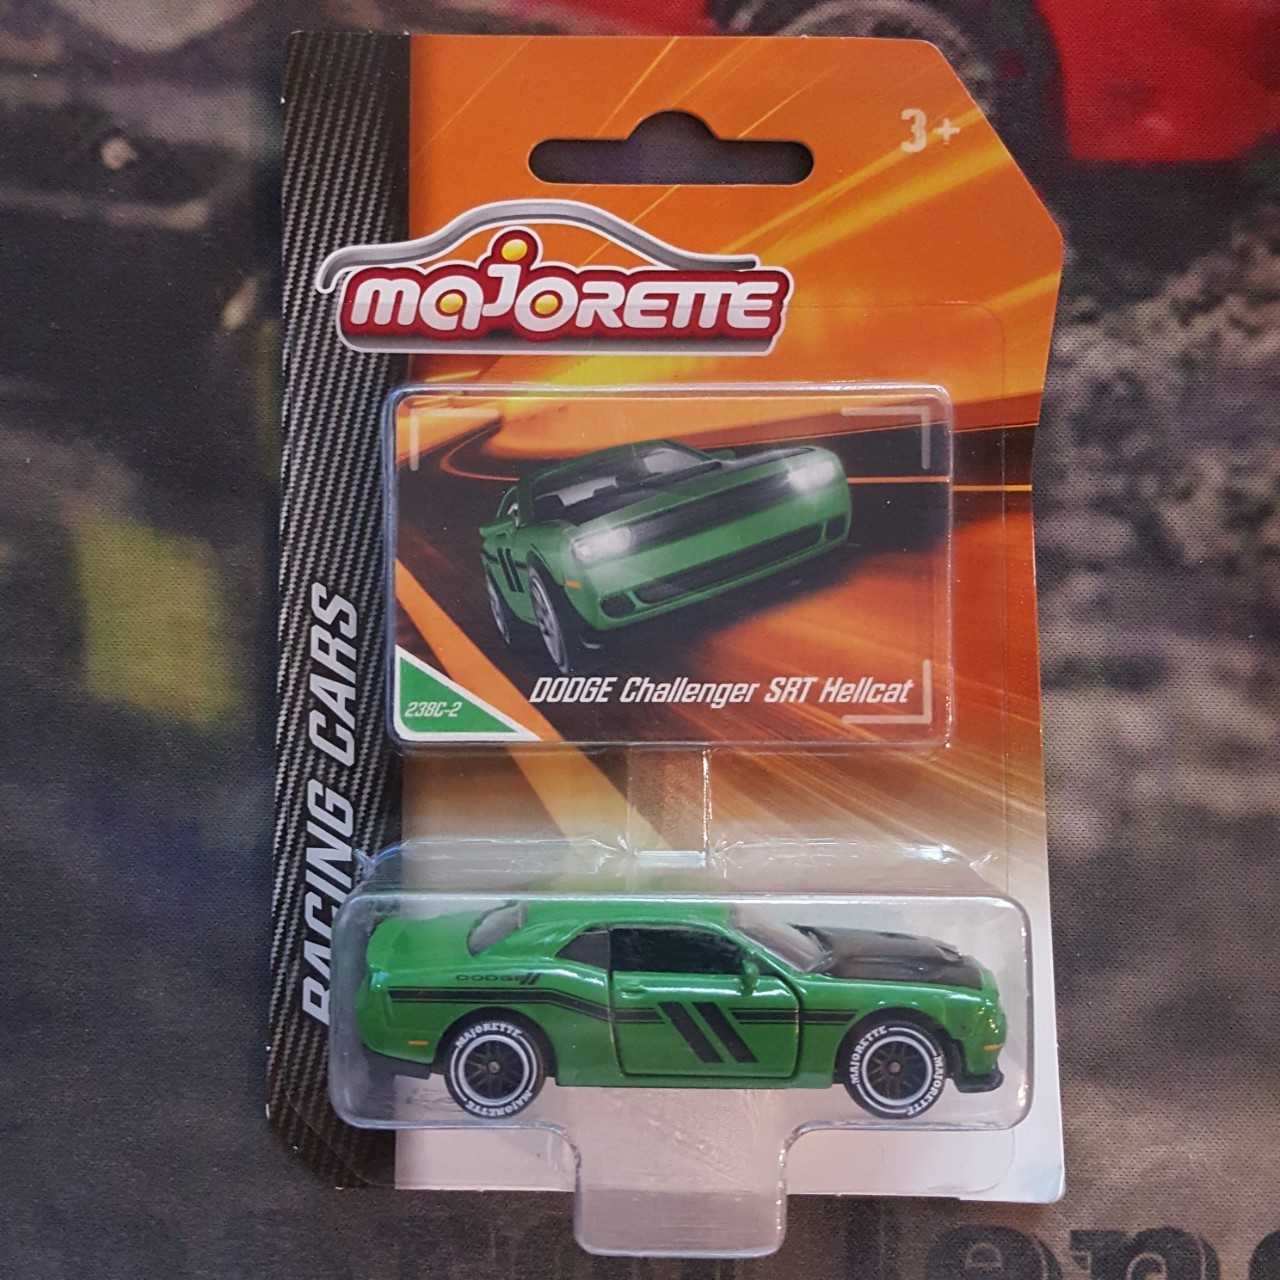 3+
majorette
RACING CARS
DODGE Challenger SRT Hellcat
238C-2
DODGE
MAJORETTE
MAJORETTE
MAJORETTE
MAJORETTE